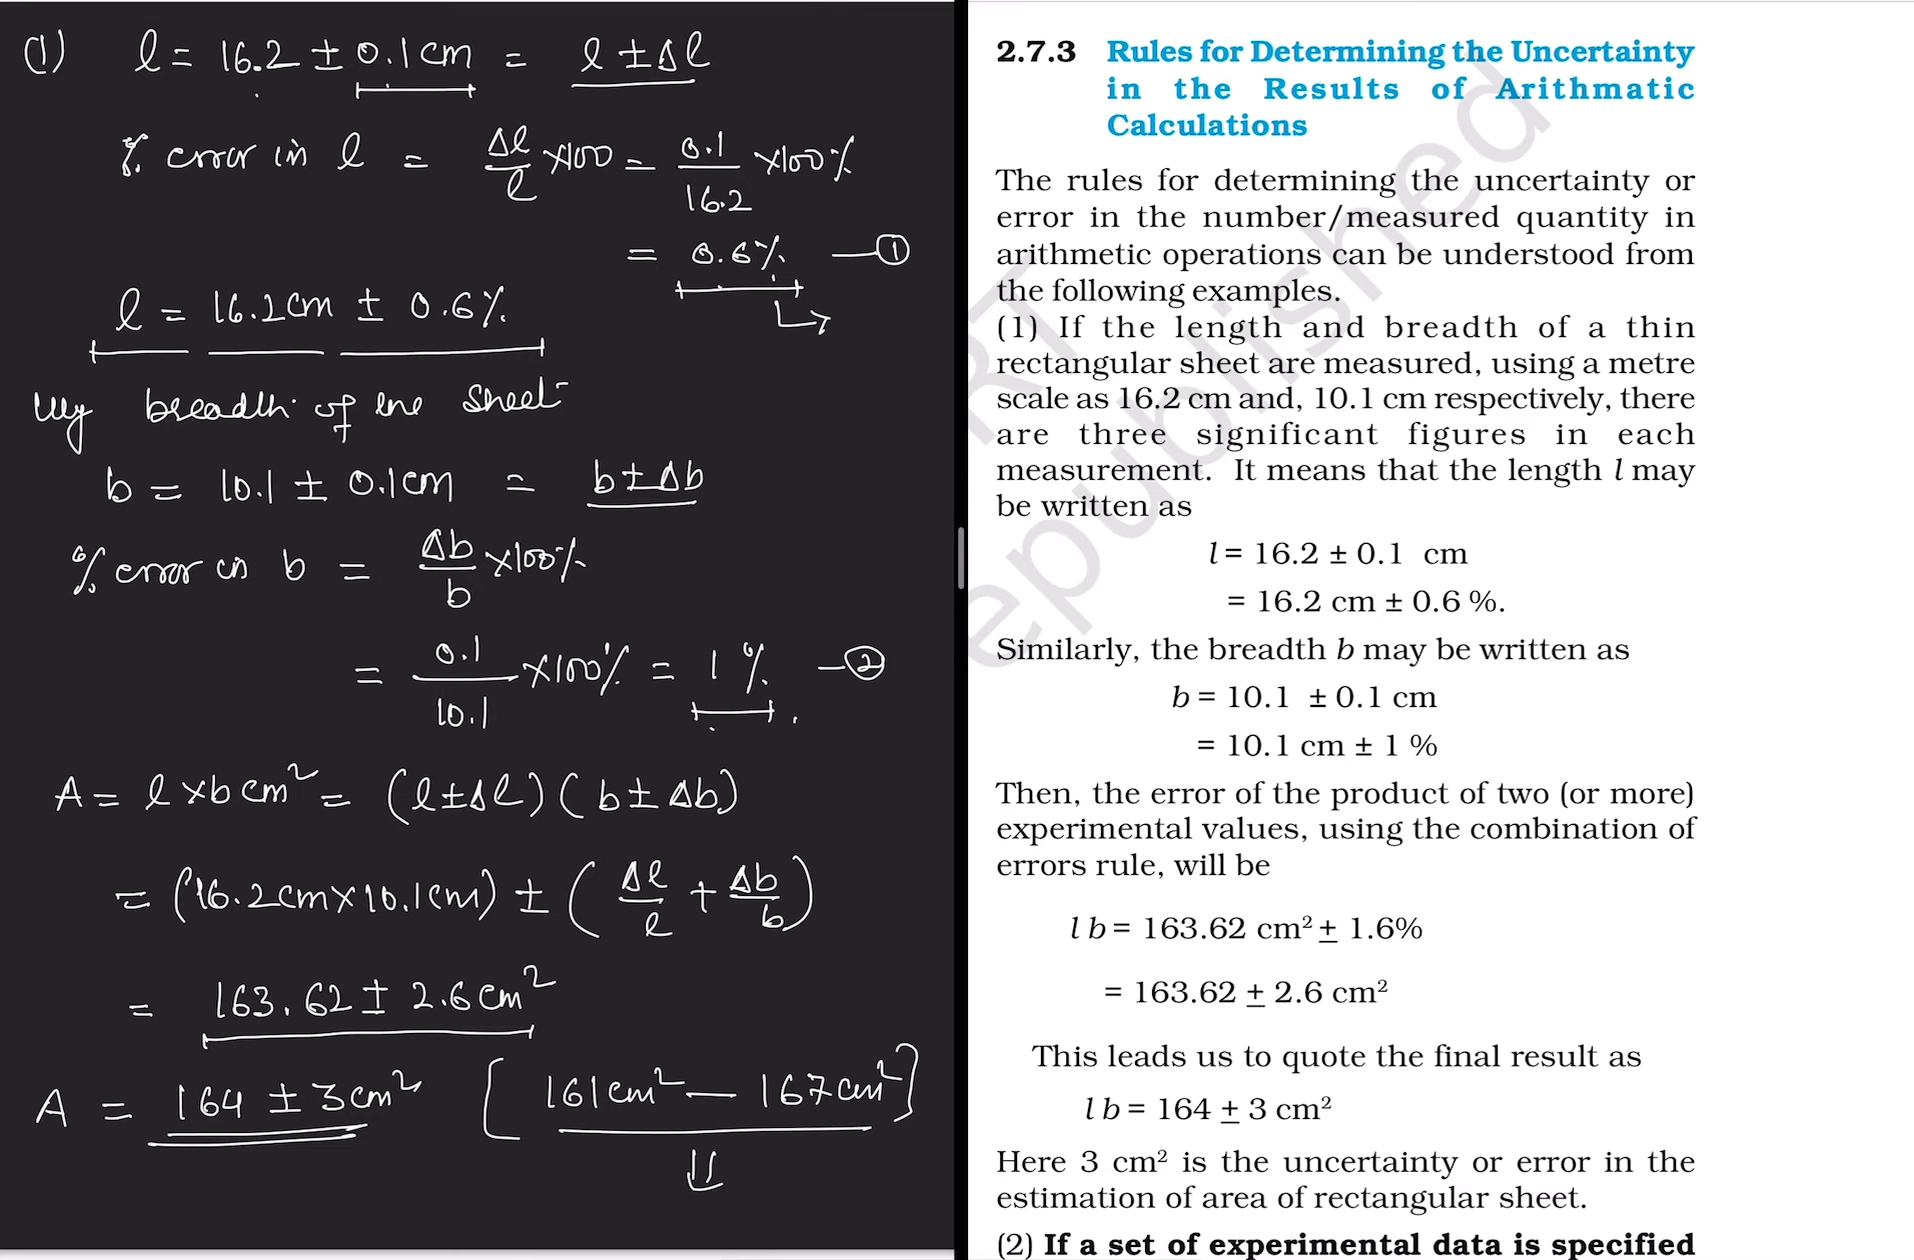 (1) l = 16.2 ± 0.1 cm = l ± Δl
% error in l = Δl/l ×100 = 0.1/16.2 ×100%
= 0.6% —①
l = 16.2cm ± 0.6%
lly breadth of the sheet
b = 10.1 ± 0.1cm = b ± Δb
% error in b = Δb/b ×100%
= 0.1/10.1 ×100% = 1% —②
A = l×b cm² = (l±Δl)(b±Δb)
= (16.2cm×10.1cm) ± (Δl/l + Δb/b)
= 163.62 ± 2.6 cm²
A = 164 ± 3cm² [161cm² — 167cm²]
2.7.3 Rules for Determining the Uncertainty
in the Results of Arithmatic
Calculations
The rules for determining the uncertainty or
error in the number/measured quantity in
arithmetic operations can be understood from
the following examples.
(1) If the length and breadth of a thin
rectangular sheet are measured, using a metre
scale as 16.2 cm and, 10.1 cm respectively, there
are three significant figures in each
measurement. It means that the length l may
be written as
l = 16.2 ± 0.1 cm
= 16.2 cm ± 0.6 %.
Similarly, the breadth b may be written as
b = 10.1 ± 0.1 cm
= 10.1 cm ± 1 %
Then, the error of the product of two (or more)
experimental values, using the combination of
errors rule, will be
l b = 163.62 cm² ± 1.6%
= 163.62 ± 2.6 cm²
This leads us to quote the final result as
l b = 164 ± 3 cm²
Here 3 cm² is the uncertainty or error in the
estimation of area of rectangular sheet.
(2) If a set of experimental data is specified